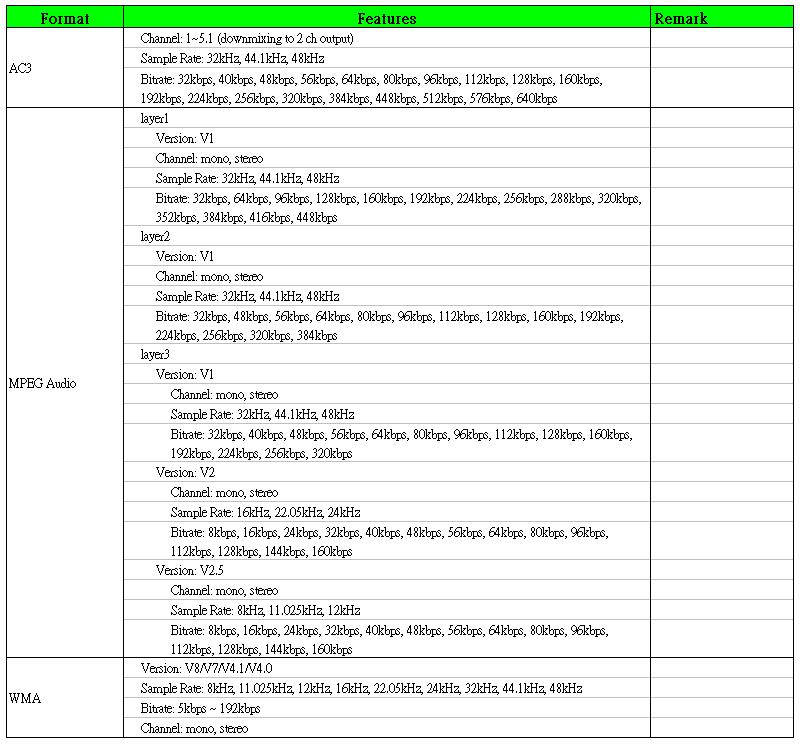 Format Features Remark
AC3
Channel: 1~5.1 (downmixing to 2 ch output)
Sample Rate: 32kHz, 44.1kHz, 48kHz
Bitrate: 32kbps, 40kbps, 48kbps, 56kbps, 64kbps, 80kbps, 96kbps, 112kbps, 128kbps, 160kbps,
192kbps, 224kbps, 256kbps, 320kbps, 384kbps, 448kbps, 512kbps, 576kbps, 640kbps
MPEG Audio
layer1
Version: V1
Channel: mono, stereo
Sample Rate: 32kHz, 44.1kHz, 48kHz
Bitrate: 32kbps, 64kbps, 96kbps, 128kbps, 160kbps, 192kbps, 224kbps, 256kbps, 288kbps, 320kbps,
352kbps, 384kbps, 416kbps, 448kbps
layer2
Version: V1
Channel: mono, stereo
Sample Rate: 32kHz, 44.1kHz, 48kHz
Bitrate: 32kbps, 48kbps, 56kbps, 64kbps, 80kbps, 96kbps, 112kbps, 128kbps, 160kbps, 192kbps,
224kbps, 256kbps, 320kbps, 384kbps
layer3
Version: V1
Channel: mono, stereo
Sample Rate: 32kHz, 44.1kHz, 48kHz
Bitrate: 32kbps, 40kbps, 48kbps, 56kbps, 64kbps, 80kbps, 96kbps, 112kbps, 128kbps, 160kbps,
192kbps, 224kbps, 256kbps, 320kbps
Version: V2
Channel: mono, stereo
Sample Rate: 16kHz, 22.05kHz, 24kHz
Bitrate: 8kbps, 16kbps, 24kbps, 32kbps, 40kbps, 48kbps, 56kbps, 64kbps, 80kbps, 96kbps,
112kbps, 128kbps, 144kbps, 160kbps
Version: V2.5
Channel: mono, stereo
Sample Rate: 8kHz, 11.025kHz, 12kHz
Bitrate: 8kbps, 16kbps, 24kbps, 32kbps, 40kbps, 48kbps, 56kbps, 64kbps, 80kbps, 96kbps,
112kbps, 128kbps, 144kbps, 160kbps
WMA
Version: V8/V7/V4.1/V4.0
Sample Rate: 8kHz, 11.025kHz, 12kHz, 16kHz, 22.05kHz, 24kHz, 32kHz, 44.1kHz, 48kHz
Bitrate: 5kbps ~ 192kbps
Channel: mono, stereo